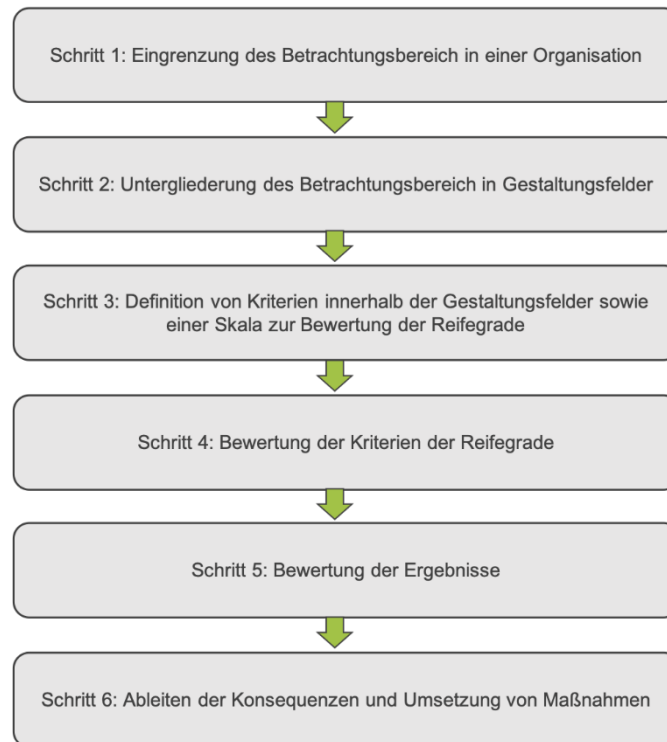 Schritt 1: Eingrenzung des Betrachtungsbereich in einer Organisation
Schritt 2: Untergliederung des Betrachtungsbereich in Gestaltungsfelder
Schritt 3: Definition von Kriterien innerhalb der Gestaltungsfelder sowie
einer Skala zur Bewertung der Reifegrade
Schritt 4: Bewertung der Kriterien der Reifegrade
Schritt 5: Bewertung der Ergebnisse
Schritt 6: Ableiten der Konsequenzen und Umsetzung von Maßnahmen